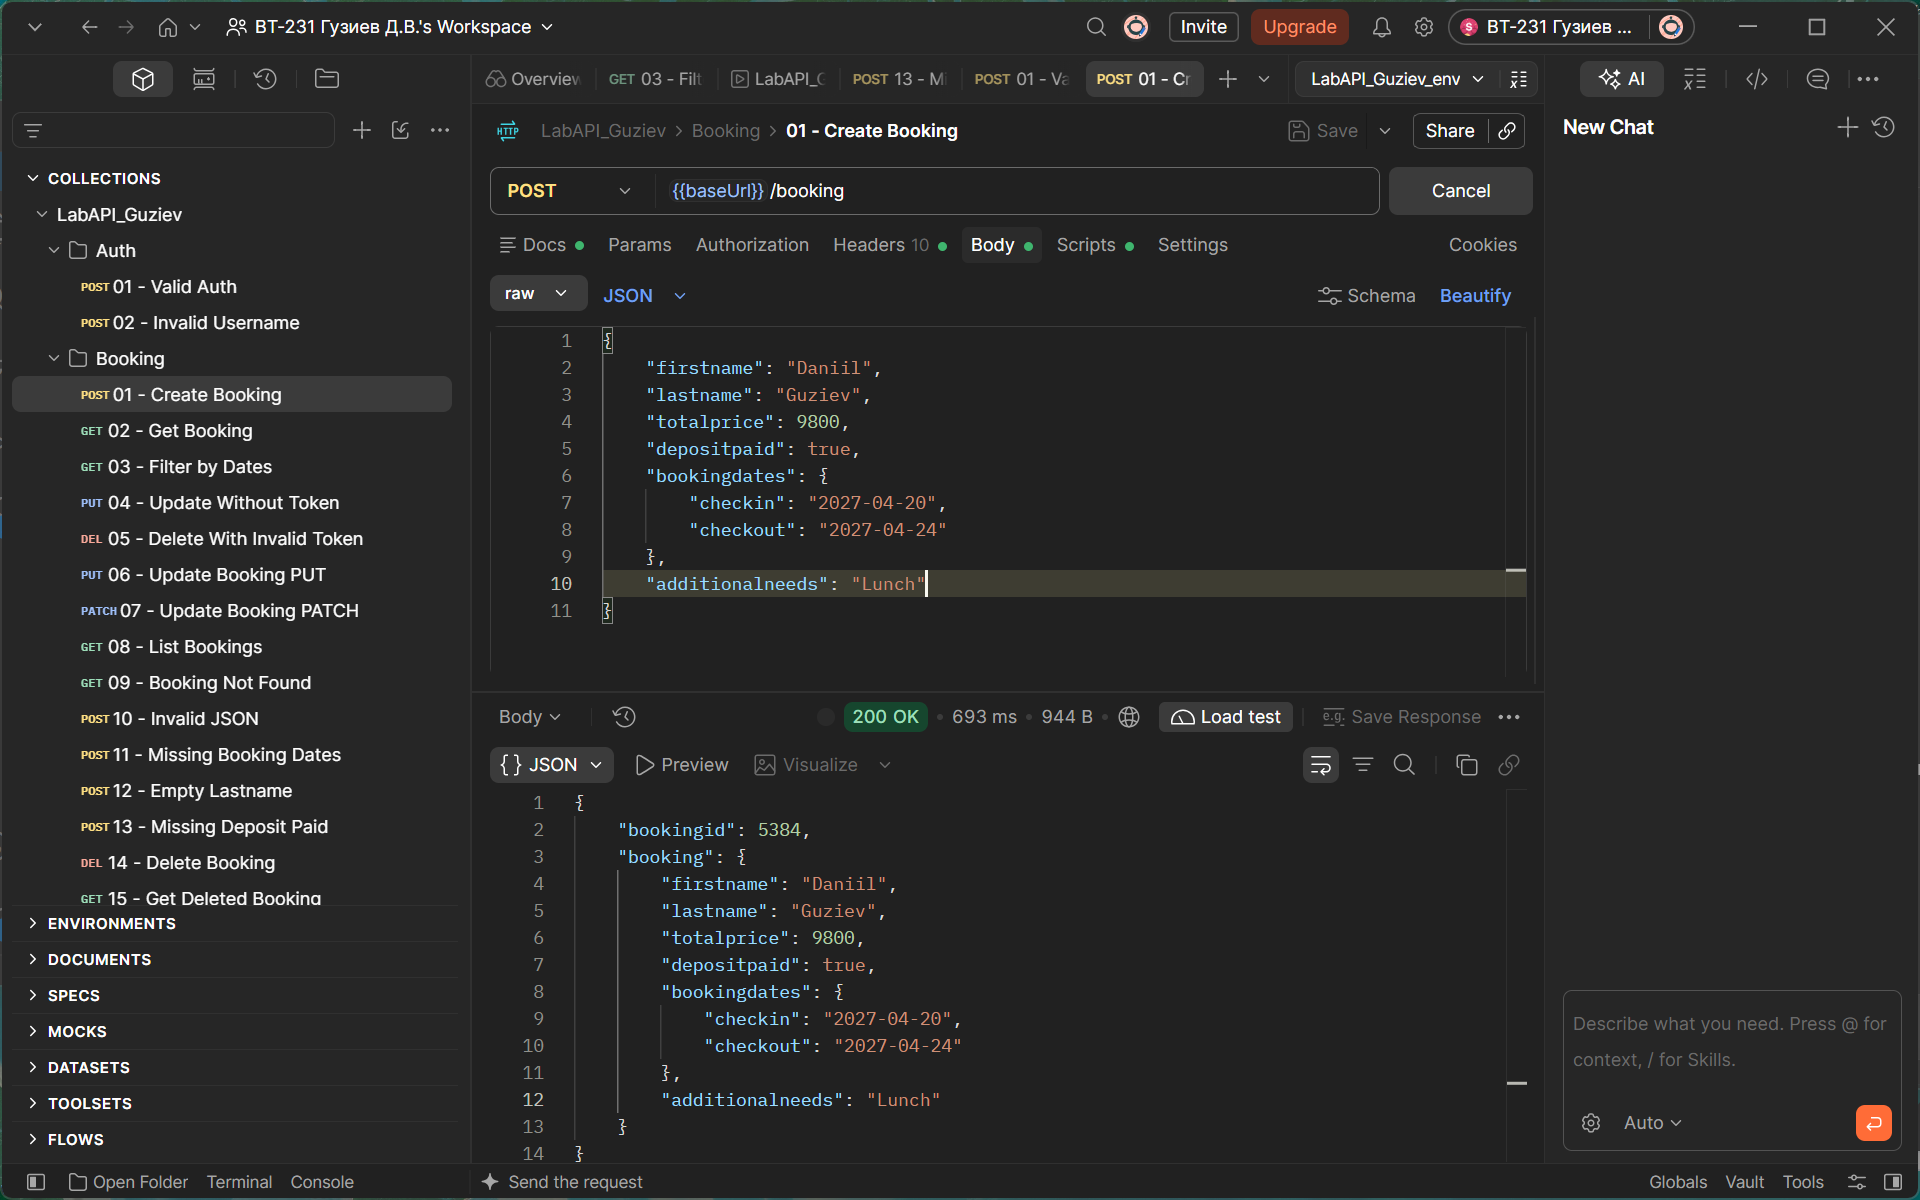 ВТ-231 Гузиев Д.В.'s Workspace
Invite
Upgrade
ВТ-231 Гузиев ...
Overview
GET 03 - Filt
LabAPI_G
POST 13 - Mi
POST 01 - Va
POST 01 - Cr
LabAPI_Guziev_env
AI
LabAPI_Guziev > Booking > 01 - Create Booking
Save
Share
New Chat
COLLECTIONS
LabAPI_Guziev
Auth
POST 01 - Valid Auth
POST 02 - Invalid Username
Booking
POST 01 - Create Booking
GET 02 - Get Booking
GET 03 - Filter by Dates
PUT 04 - Update Without Token
DEL 05 - Delete With Invalid Token
PUT 06 - Update Booking PUT
PATCH 07 - Update Booking PATCH
GET 08 - List Bookings
GET 09 - Booking Not Found
POST 10 - Invalid JSON
POST 11 - Missing Booking Dates
POST 12 - Empty Lastname
POST 13 - Missing Deposit Paid
DEL 14 - Delete Booking
GET 15 - Get Deleted Booking
ENVIRONMENTS
DOCUMENTS
SPECS
MOCKS
DATASETS
TOOLSETS
FLOWS
HTTP
POST
{{baseUrl}} /booking
Cancel
Docs
Params
Authorization
Headers 10
Body
Scripts
Settings
Cookies
raw
JSON
Schema
Beautify
1 {
2 "firstname": "Daniil",
3 "lastname": "Guziev",
4 "totalprice": 9800,
5 "depositpaid": true,
6 "bookingdates": {
7 "checkin": "2027-04-20",
8 "checkout": "2027-04-24"
9 },
10 "additionalneeds": "Lunch"
11 }
Body
200 OK • 693 ms • 944 B •
Load test
e.g. Save Response
{} JSON
Preview
Visualize
1 {
2 "bookingid": 5384,
3 "booking": {
4 "firstname": "Daniil",
5 "lastname": "Guziev",
6 "totalprice": 9800,
7 "depositpaid": true,
8 "bookingdates": {
9 "checkin": "2027-04-20",
10 "checkout": "2027-04-24"
11 },
12 "additionalneeds": "Lunch"
13 }
14 }
Describe what you need. Press @ for
context, / for Skills.
Auto
Open Folder
Terminal
Console
Send the request
Globals
Vault
Tools